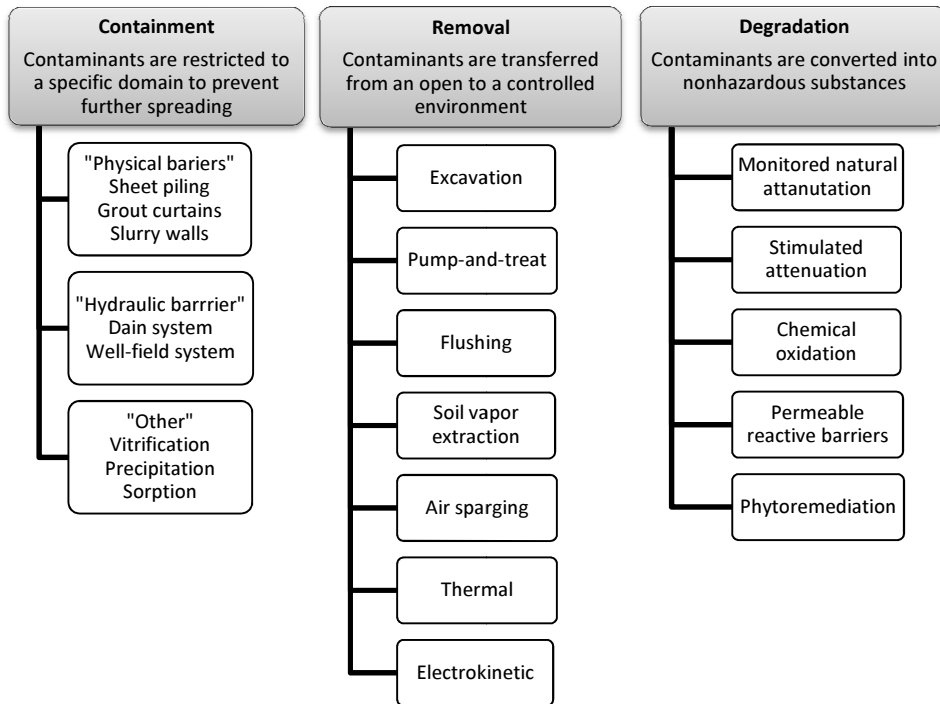 Containment
Contaminants are restricted to
a specific domain to prevent
further spreading
"Physical bariers"
Sheet piling
Grout curtains
Slurry walls
"Hydraulic barrrier"
Dain system
Well-field system
"Other"
Vitrification
Precipitation
Sorption
Removal
Contaminants are transferred
from an open to a controlled
environment
Excavation
Pump-and-treat
Flushing
Soil vapor
extraction
Air sparging
Thermal
Electrokinetic
Degradation
Contaminants are converted into
nonhazardous substances
Monitored natural
attanutation
Stimulated
attenuation
Chemical
oxidation
Permeable
reactive barriers
Phytoremediation